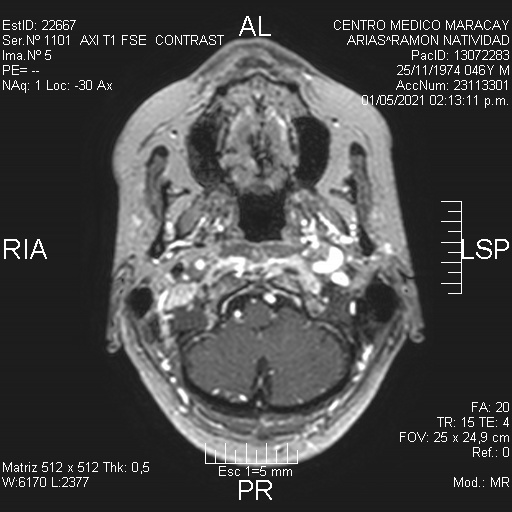 EstID: 22667
Ser.Nº 1101 AXI T1 FSE CONTRAST
Ima.Nº 5
PE= --
NAq: 1 Loc: -30 Ax
AL
CENTRO MEDICO MARACAY
ARIAS^RAMON NATIVIDAD
PacID: 13072283
25/11/1974 046Y M
AccNum: 23113301
01/05/2021 02:13:11 p.m.
RIA
LSP
FA: 20
TR: 15 TE: 4
FOV: 25 x 24,9 cm
Ref.: 0
Matriz 512 x 512 Thk: 0,5
W:6170 L:2377
Esc 1=5 mm
PR
Mod.: MR